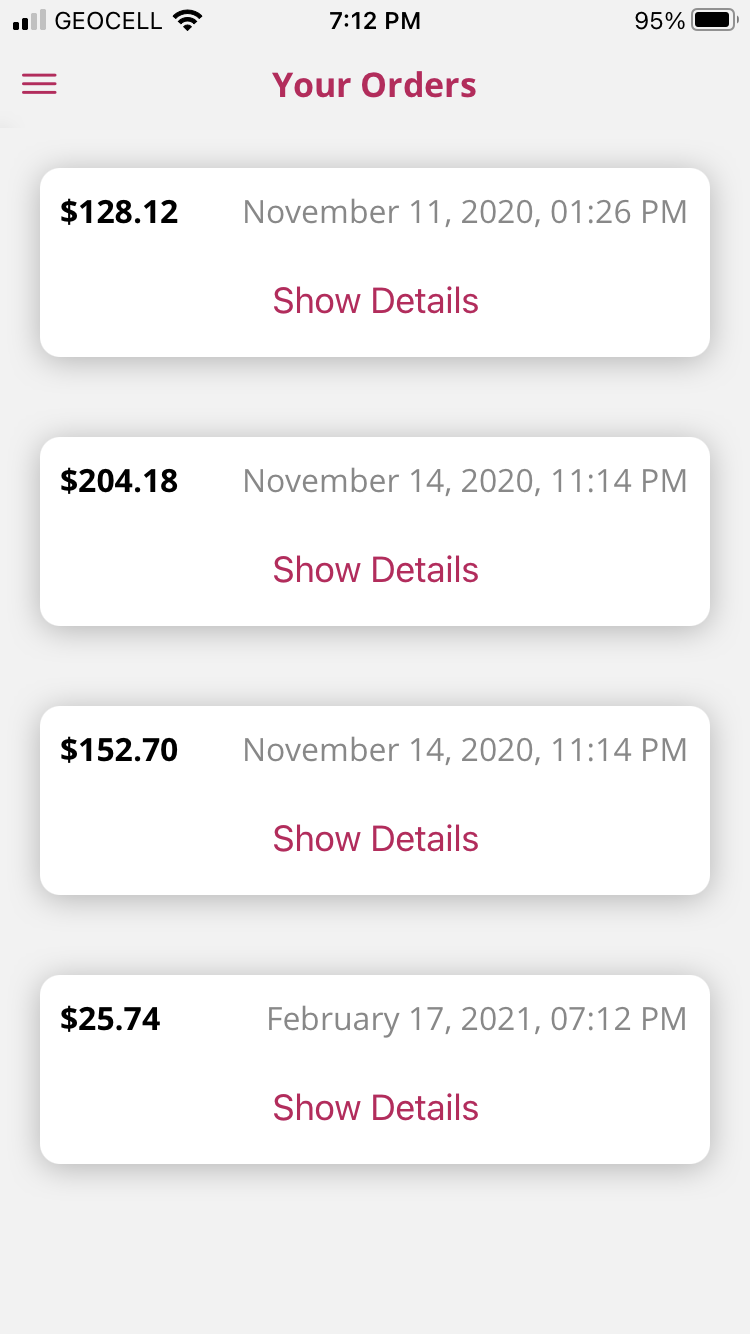 GEOCELL 7:12 PM 95%
Your Orders
$128.12 November 11, 2020, 01:26 PM
Show Details
$204.18 November 14, 2020, 11:14 PM
Show Details
$152.70 November 14, 2020, 11:14 PM
Show Details
$25.74 February 17, 2021, 07:12 PM
Show Details